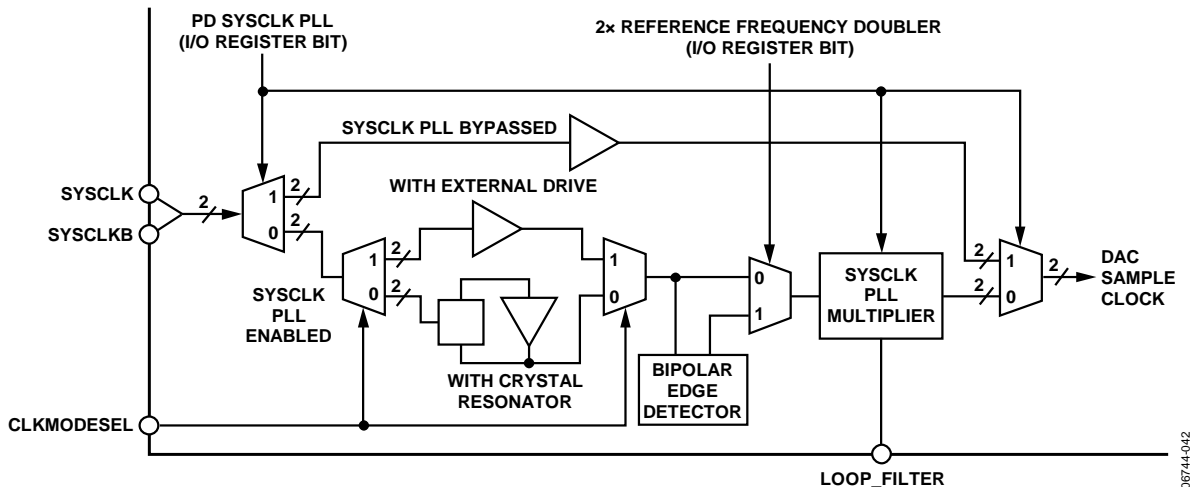 PD SYSCLK PLL
(I/O REGISTER BIT)
2× REFERENCE FREQUENCY DOUBLER
(I/O REGISTER BIT)
SYSCLK PLL BYPASSED
WITH EXTERNAL DRIVE
SYSCLK
SYSCLKB
2
1
0
2
2
SYSCLK
PLL
ENABLED
1
0
2
2
WITH CRYSTAL
RESONATOR
1
0
BIPOLAR
EDGE
DETECTOR
0
1
SYSCLK
PLL
MULTIPLIER
2
2
1
0
2
DAC
SAMPLE
CLOCK
CLKMODESEL
LOOP_FILTER
06744-042